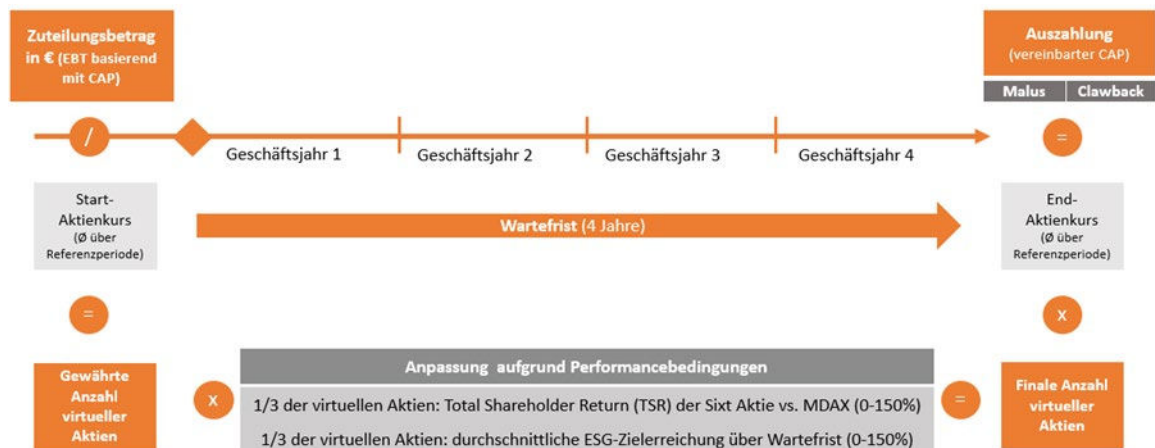 Zuteilungsbetrag
in € (EBT basierend
mit CAP)
Auszahlung
(vereinbarter CAP)
Malus
Clawback
/
=
Geschäftsjahr 1
Geschäftsjahr 2
Geschäftsjahr 3
Geschäftsjahr 4
Start-
Aktienkurs
(Ø über
Referenzperiode)
Wartefrist (4 Jahre)
End-
Aktienkurs
(Ø über
Referenzperiode)
=
x
Gewährte
Anzahl
virtueller
Aktien
x
Anpassung aufgrund Performancebedingungen
1/3 der virtuellen Aktien: Total Shareholder Return (TSR) der Sixt Aktie vs. MDAX (0-150%)
1/3 der virtuellen Aktien: durchschnittliche ESG-Zielerreichung über Wartefrist (0-150%)
=
Finale Anzahl
virtueller
Aktien